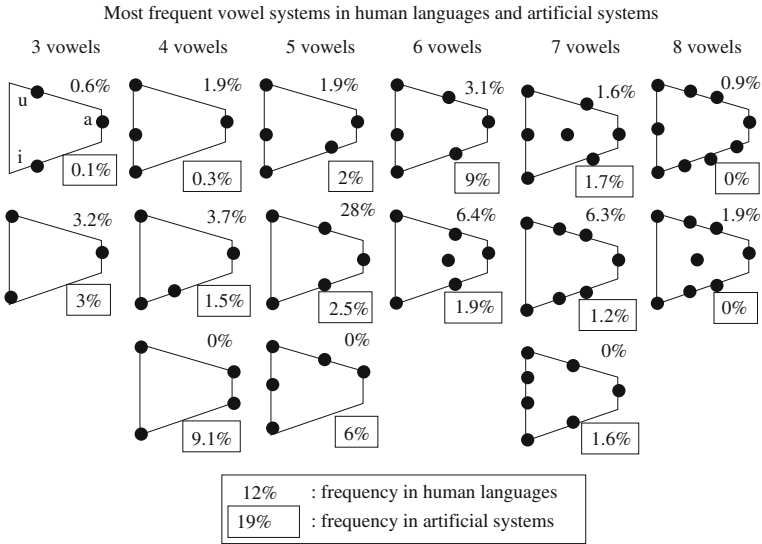 Most frequent vowel systems in human languages and artificial systems
3 vowels 4 vowels 5 vowels 6 vowels 7 vowels 8 vowels
u a i
0.6% 1.9% 1.9% 3.1% 1.6% 0.9%
0.1% 0.3% 2% 9% 1.7% 0%
3.2% 3.7% 28% 6.4% 6.3% 1.9%
3% 1.5% 2.5% 1.9% 1.2% 0%
0% 0% 0%
9.1% 6% 1.6%
12% : frequency in human languages
19% : frequency in artificial systems